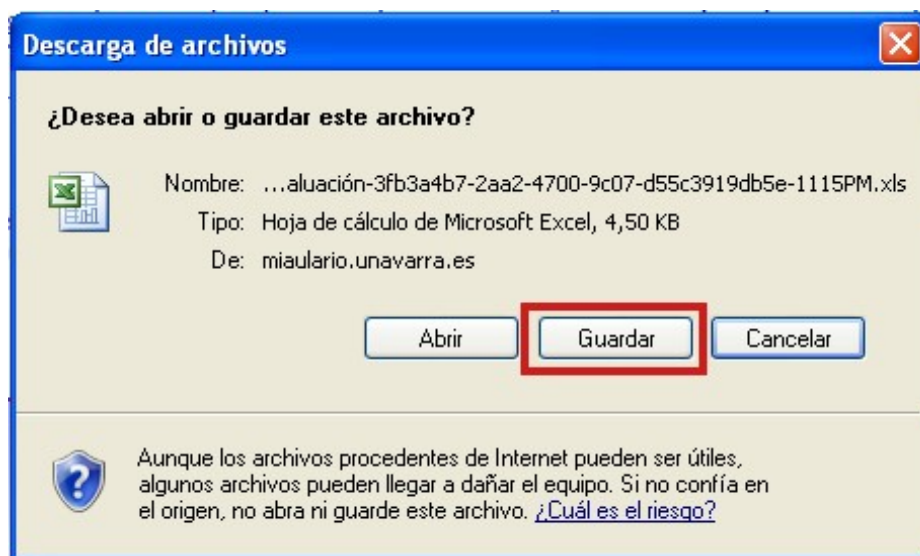 Descarga de archivos
¿Desea abrir o guardar este archivo?
Nombre: ...aluación-3fb3a4b7-2aa2-4700-9c07-d55c3919db5e-1115PM.xls
Tipo: Hoja de cálculo de Microsoft Excel, 4,50 KB
De: miaulario.unavarra.es
Abrir Guardar Cancelar
Aunque los archivos procedentes de Internet pueden ser útiles,
algunos archivos pueden llegar a dañar el equipo. Si no confía en
el origen, no abra ni guarde este archivo. ¿Cuál es el riesgo?